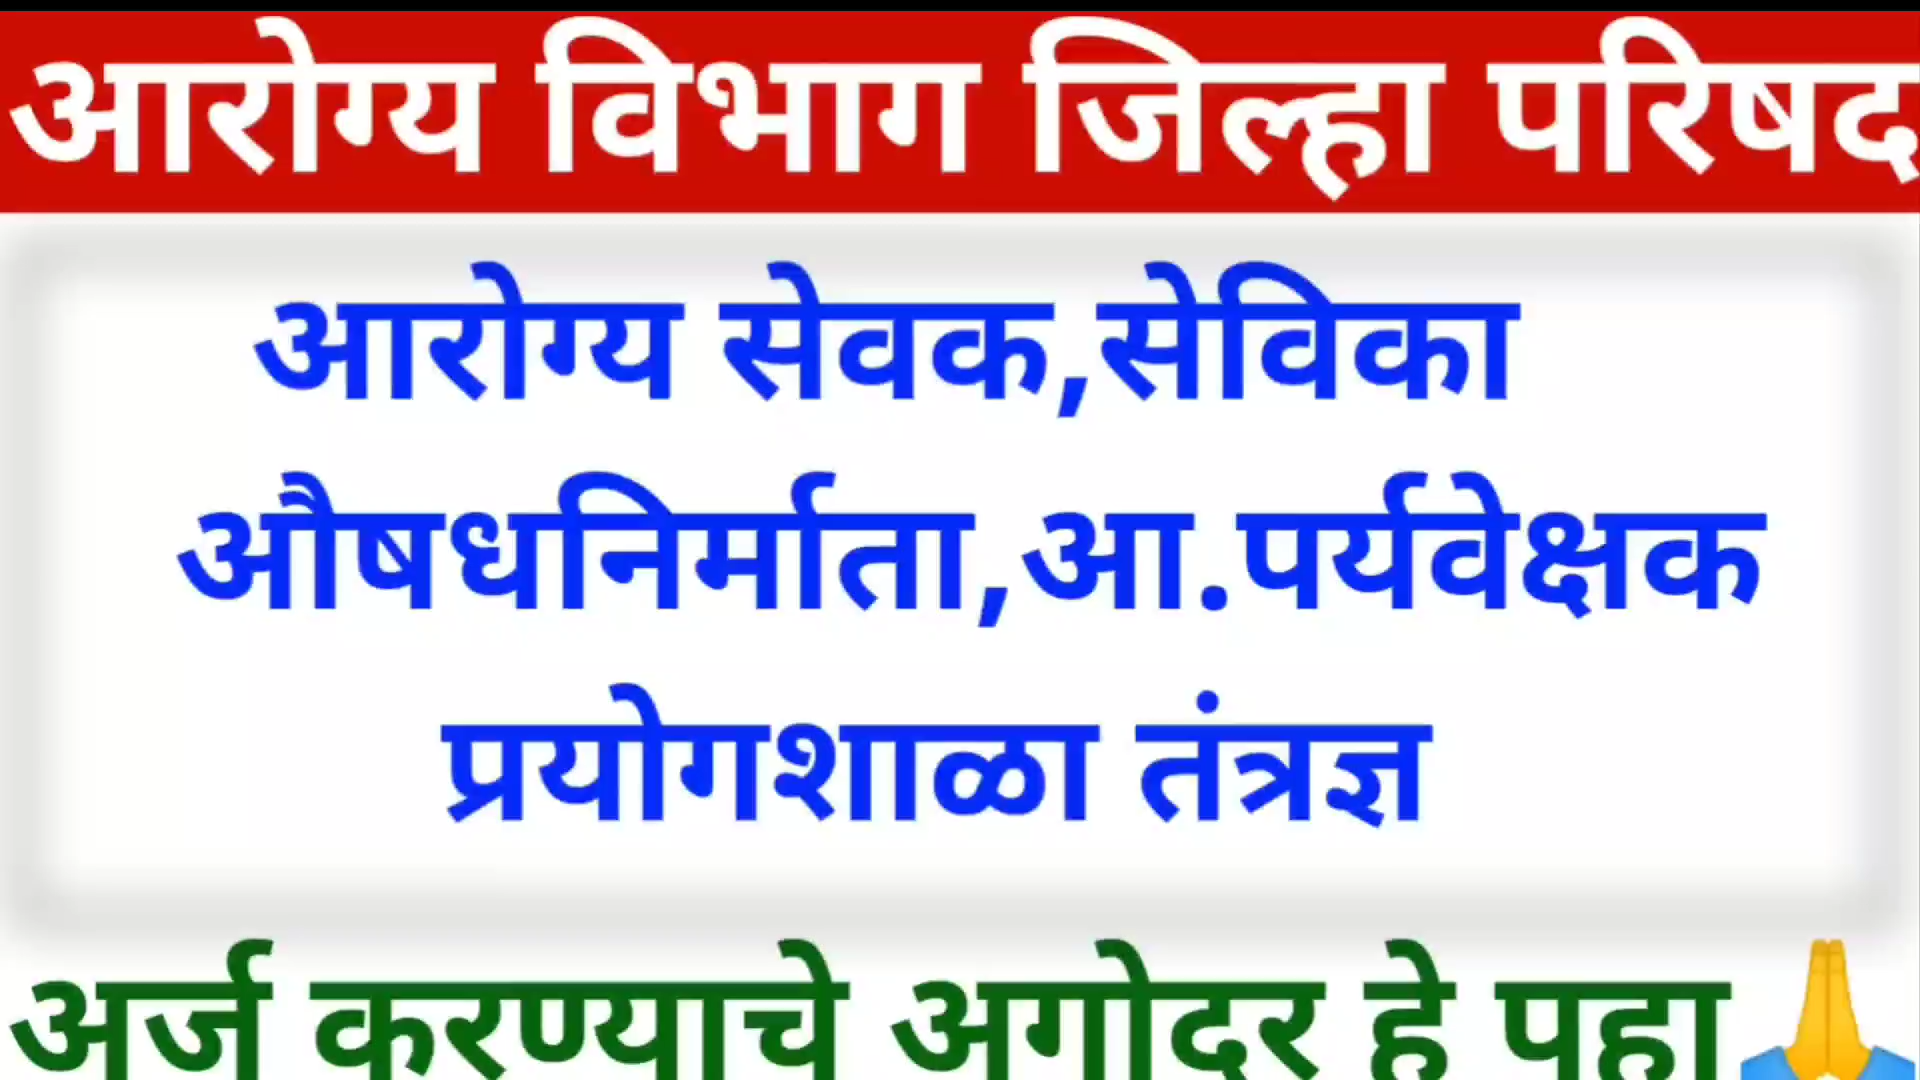 आरोग्य विभाग जिल्हा परिषद
आरोग्य सेवक,सेविका
औषधनिर्माता,आ.पर्यवेक्षक
प्रयोगशाळा तंत्रज्ञ
अर्ज करण्याचे अगोदर हे पहा🙏